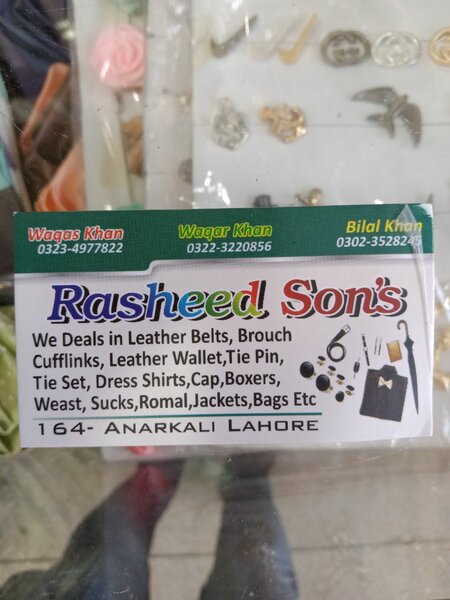 Waqas Khan Waqar Khan Bilal Khan
0323-4977822 0322-3220856 0302-3528245
Rasheed Son's
We Deals in Leather Belts, Brouch
Cufflinks, Leather Wallet,Tie Pin,
Tie Set, Dress Shirts,Cap,Boxers,
Weast, Sucks,Romal,Jackets,Bags Etc
164- ANARKALI LAHORE